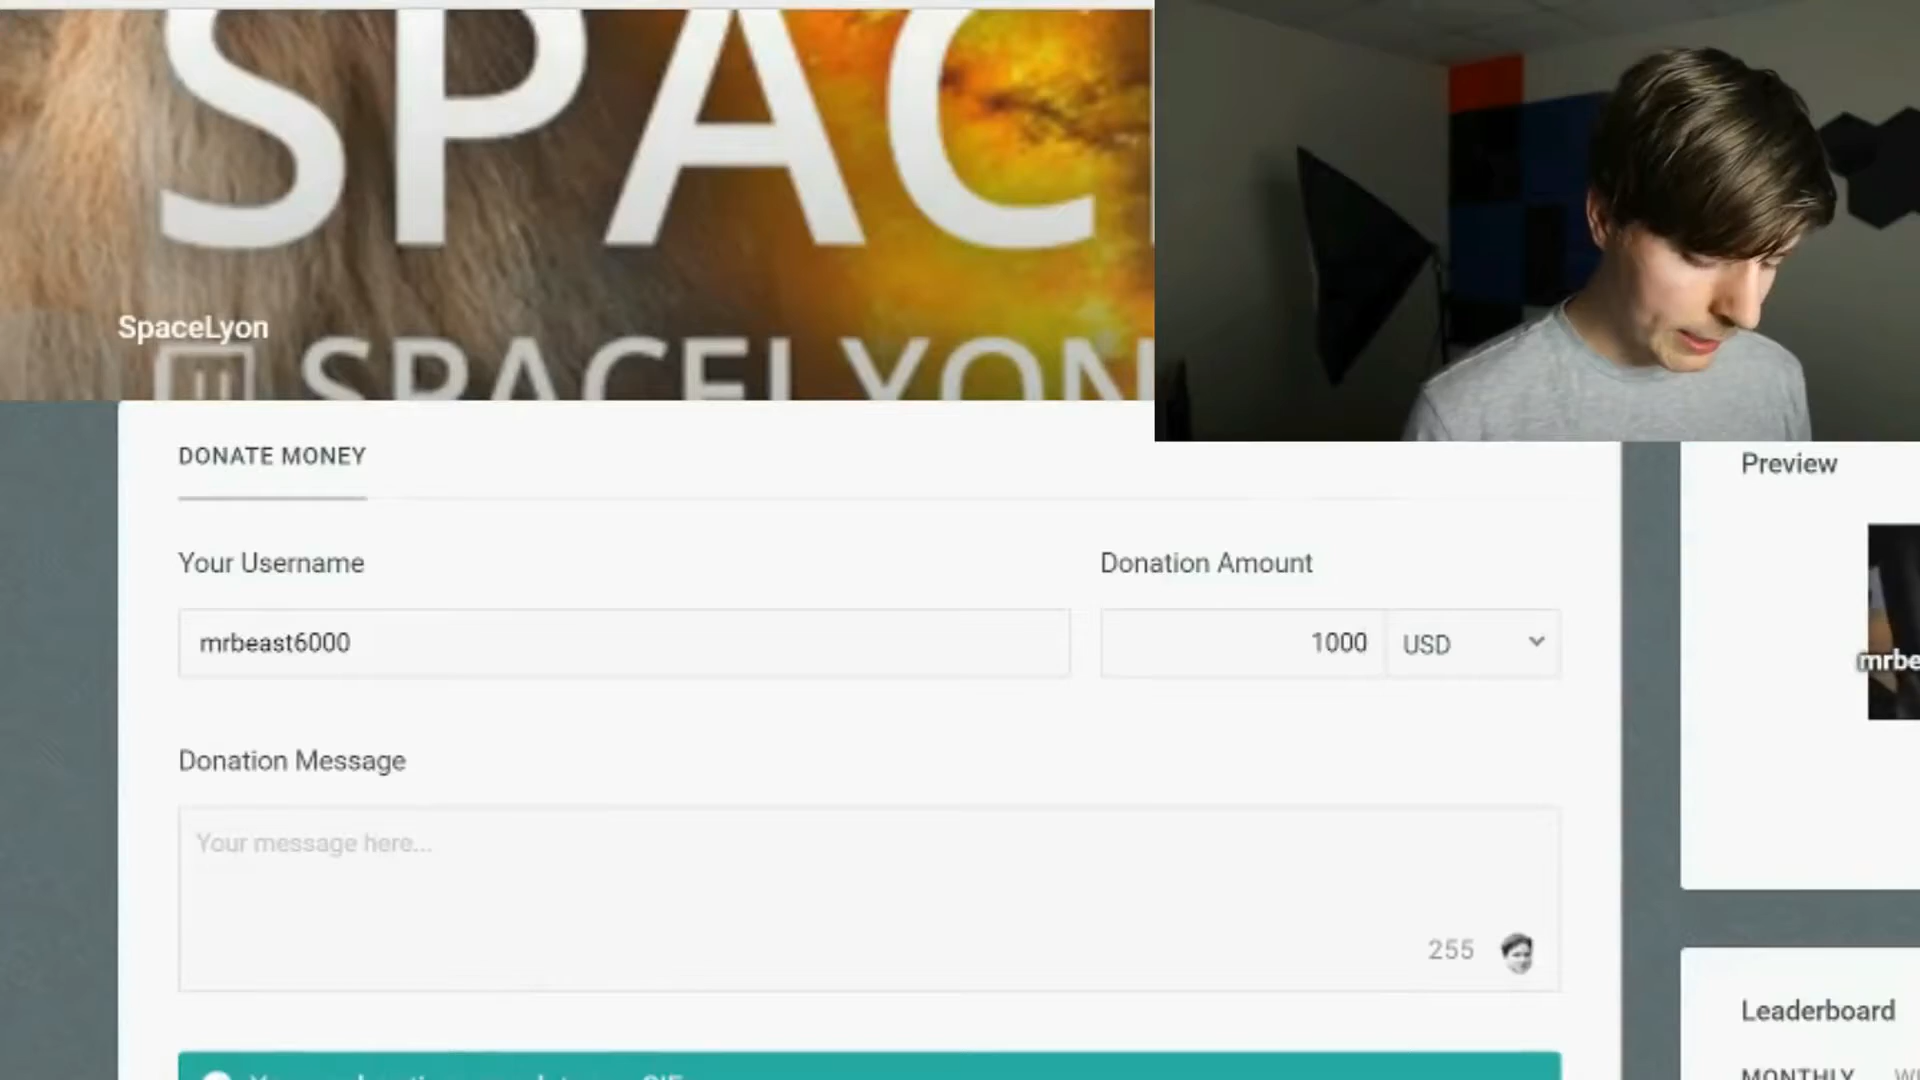 SPAC
SpaceLyon
SPACELYON
DONATE MONEY
Preview
Your Username
Donation Amount
mrbeast6000
1000
USD
mrbe
Donation Message
Your message here...
255
Leaderboard
MONTHLY